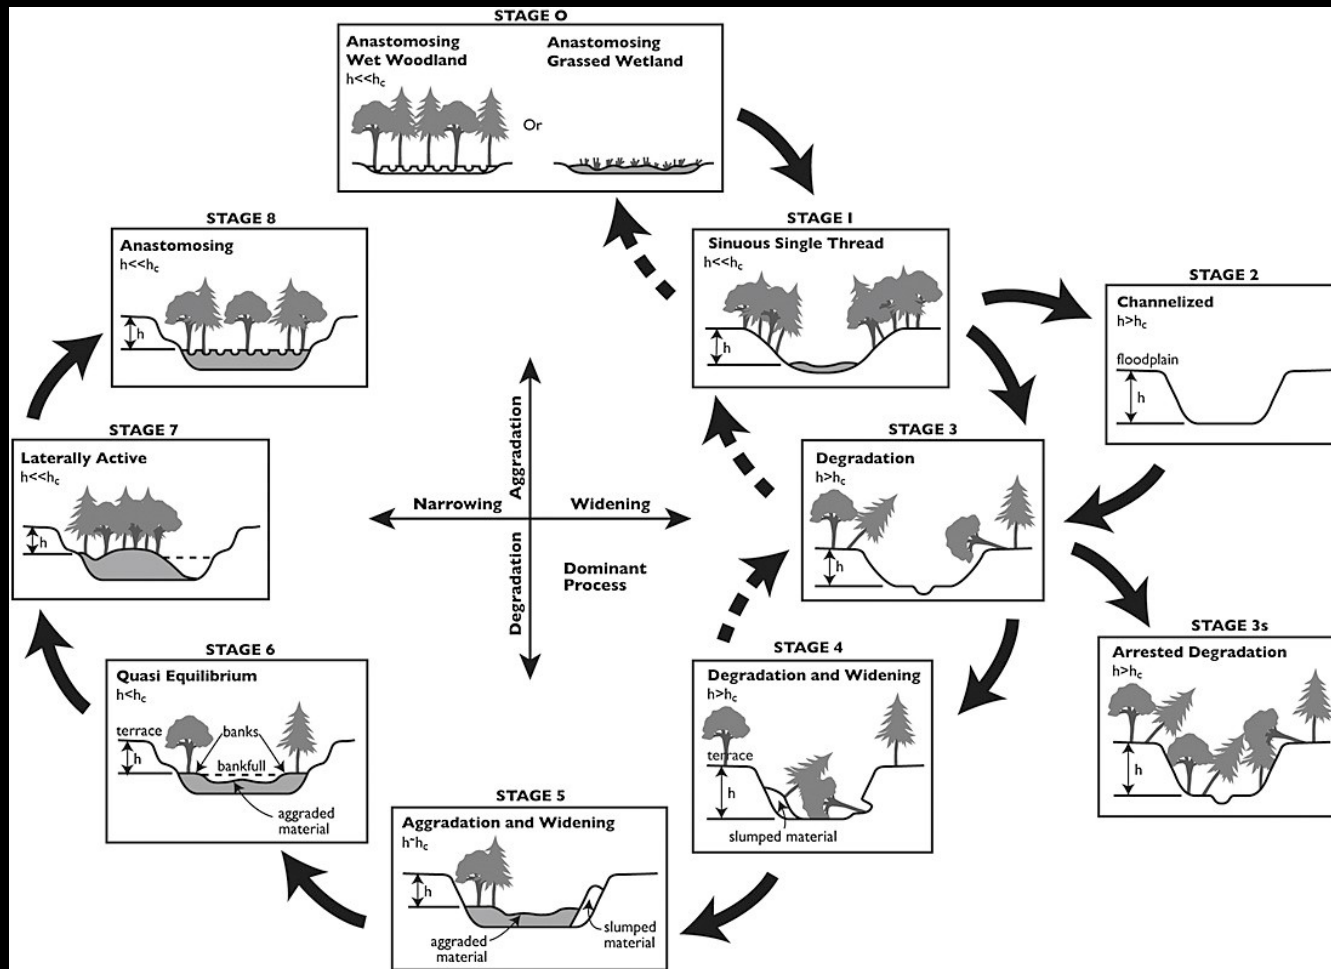 STAGE O
Anastomosing
Wet Woodland
h<<hc
Or
Anastomosing
Grassed Wetland
STAGE 1
Sinuous Single Thread
h<<hc
h
STAGE 2
Channelized
h>hc
floodplain
h
STAGE 3
Degradation
h>hc
h
STAGE 3s
Arrested Degradation
h>hc
h
STAGE 4
Degradation and Widening
h>hc
terrace
h
slumped material
STAGE 5
Aggradation and Widening
h~hc
h
aggraded
material
slumped
material
STAGE 6
Quasi Equilibrium
h<hc
terrace
banks
h
bankfull
aggraded
material
STAGE 7
Laterally Active
h<<hc
h
STAGE 8
Anastomosing
h<<hc
h
Aggradation
Narrowing
Widening
Degradation
Dominant
Process